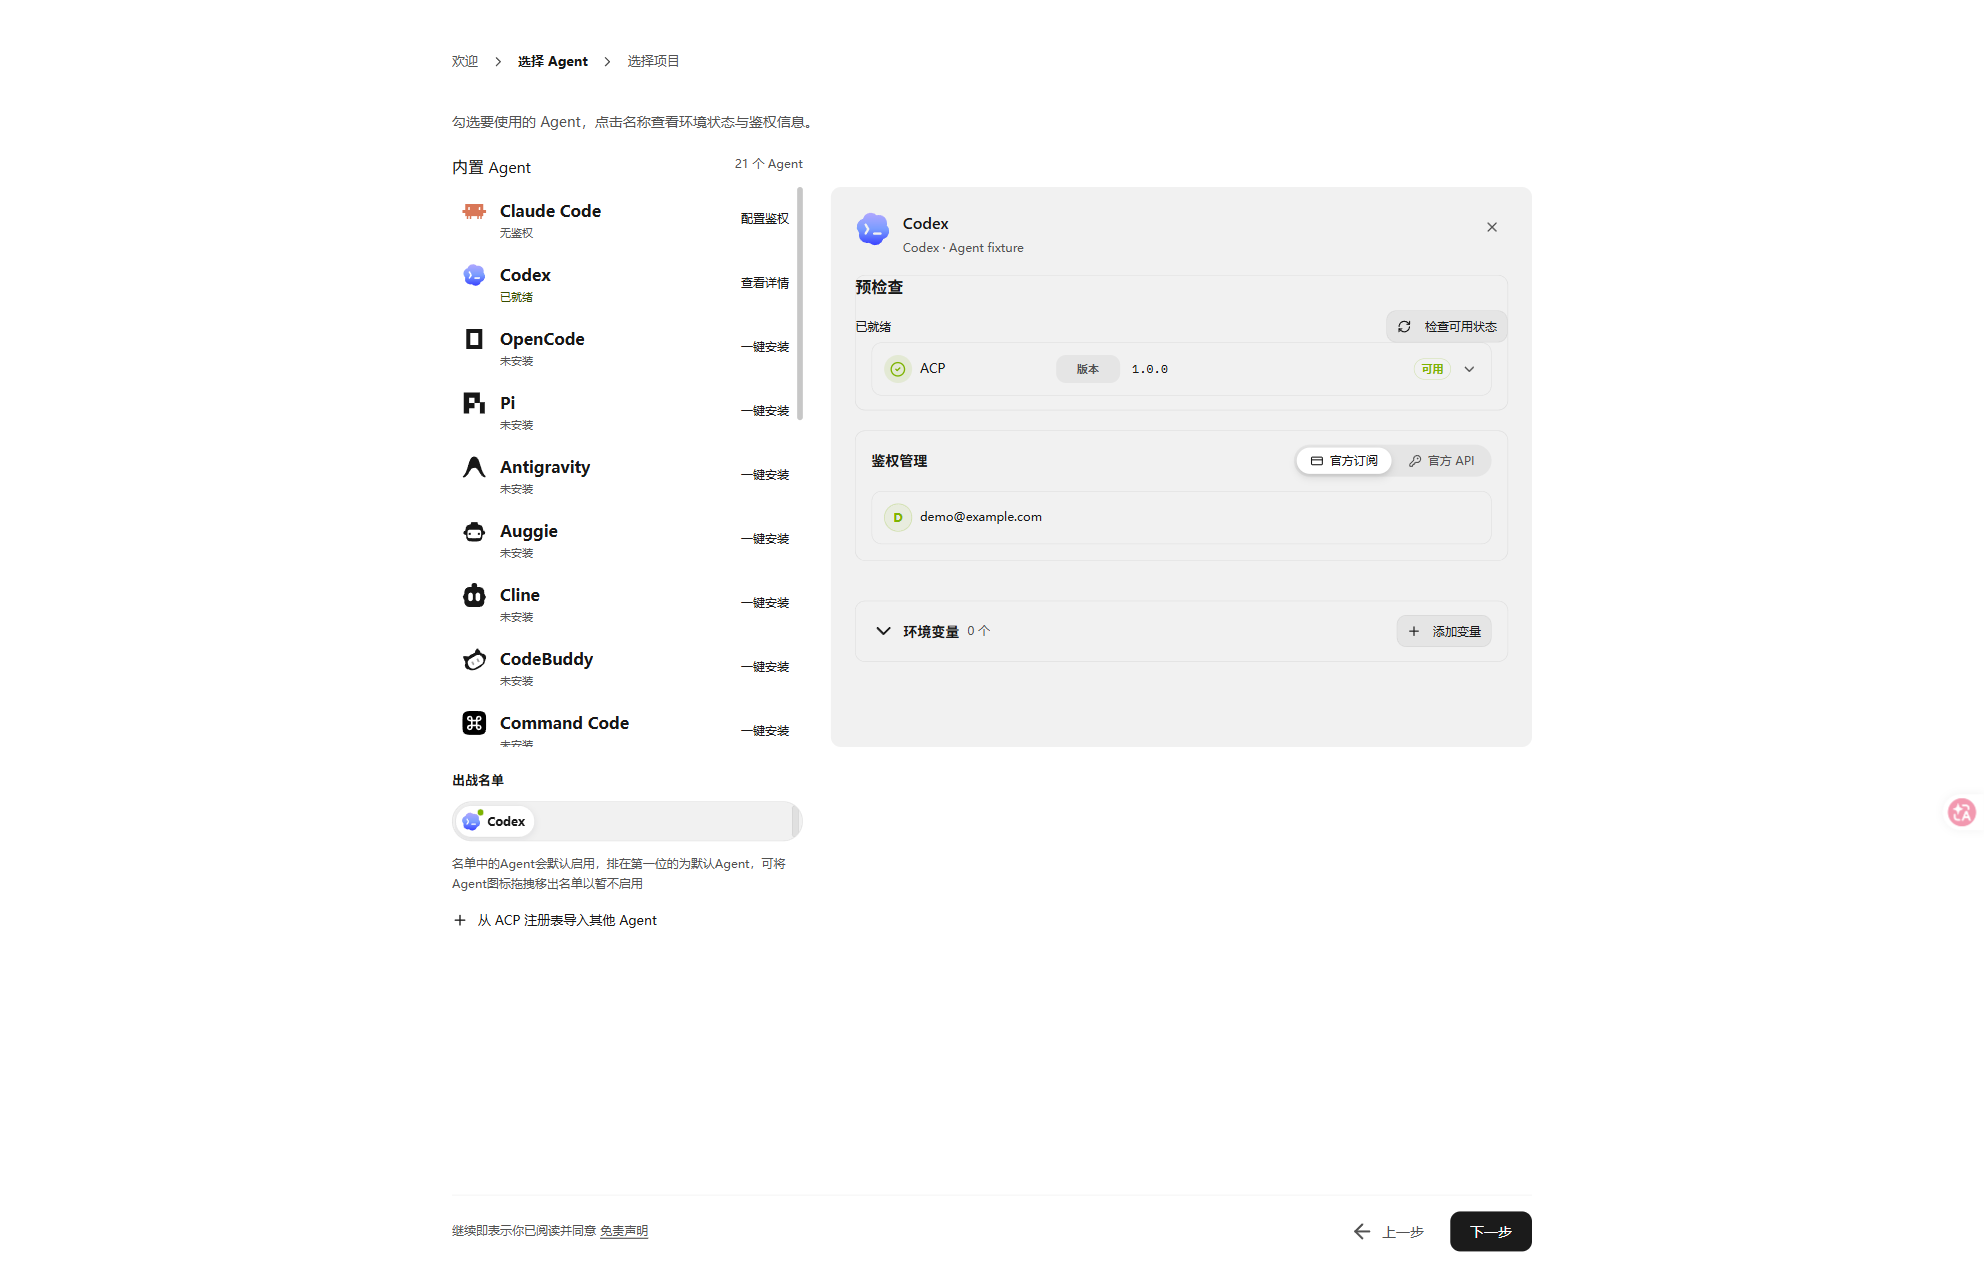 欢迎 > 选择 Agent > 选择项目
勾选要使用的 Agent，点击名称查看环境状态与鉴权信息。
内置 Agent 21 个 Agent
Claude Code
无鉴权
配置鉴权
Codex
已就绪
查看详情
OpenCode
未安装
一键安装
Pi
未安装
一键安装
Antigravity
未安装
一键安装
Auggie
未安装
一键安装
Cline
未安装
一键安装
CodeBuddy
未安装
一键安装
Command Code
未安装
一键安装
Codex
Codex · Agent fixture
预检查
已就绪 检查可用状态
ACP 版本 1.0.0 可用
鉴权管理 官方订阅 官方 API
D demo@example.com
环境变量 0 个 + 添加变量
出战名单
Codex
名单中的Agent会默认启用，排在第一位的为默认Agent，可将
Agent图标拖拽移出名单以暂不启用
+ 从 ACP 注册表导入其他 Agent
继续即表示你已阅读并同意 免责声明
上一步 下一步